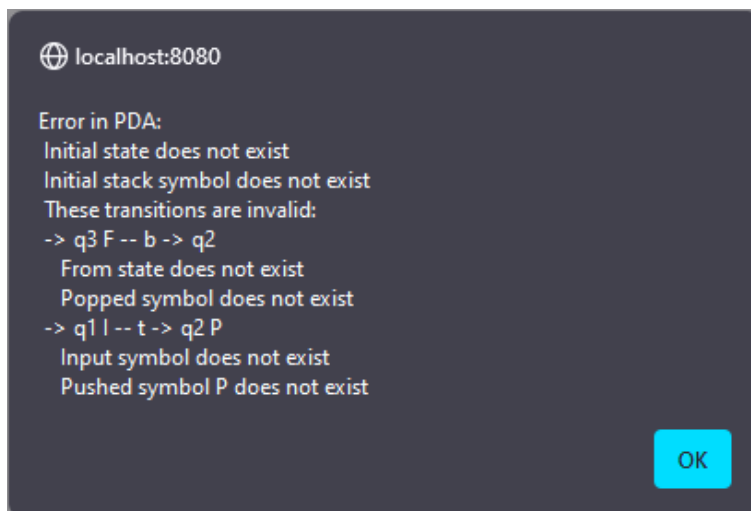 localhost:8080
Error in PDA:
Initial state does not exist
Initial stack symbol does not exist
These transitions are invalid:
-> q3 F -- b -> q2
From state does not exist
Popped symbol does not exist
-> q1 I -- t -> q2 P
Input symbol does not exist
Pushed symbol P does not exist
OK